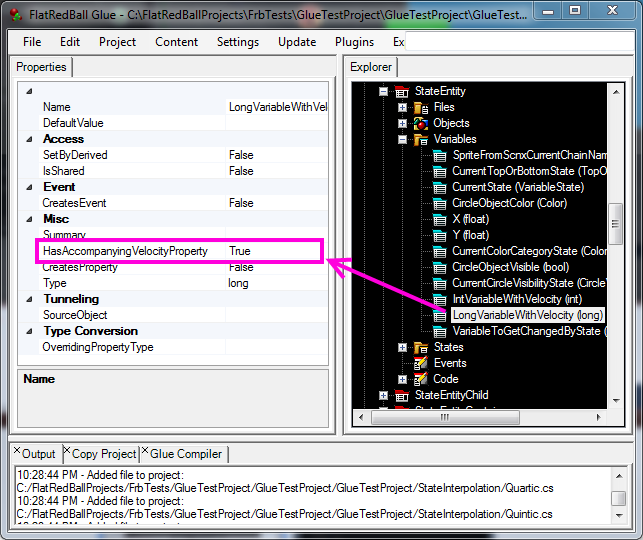 FlatRedBall Glue - C:\FlatRedBallProjects\FrbTests\GlueTestProject\GlueTestProject\GlueTest...
File Edit Project Content Settings Update Plugins Ex
Properties
Name LongVariableWithVel
DefaultValue
Access
SetByDerived False
IsShared False
Event
CreatesEvent False
Misc
Summary
HasAccompanyingVelocityProperty True
CreatesProperty False
Type long
Tunneling
SourceObject
Type Conversion
OverridingPropertyType
Name
Explorer
StateEntity
Files
Objects
Variables
SpriteFromScnxCurrentChainNam
CurrentTopOrBottomState (TopO
CurrentState (VariableState)
CircleObjectColor (Color)
X (float)
Y (float)
CurrentColorCategoryState (Color
CircleObjectVisible (bool)
CurrentCircleVisibilityState (Circle
IntVariableWithVelocity (int)
LongVariableWithVelocity (long)
VariableToGetChangedByState (
States
Events
Code
StateEntityChild
Output Copy Project Glue Compiler
10:28:44 PM - Added file to project:
C:/FlatRedBallProjects/FrbTests/GlueTestProject/GlueTestProject/GlueTestProject/StateInterpolation/Quartic.cs
10:28:44 PM - Added file to project:
C:/FlatRedBallProjects/FrbTests/GlueTestProject/GlueTestProject/GlueTestProject/StateInterpolation/Quintic.cs